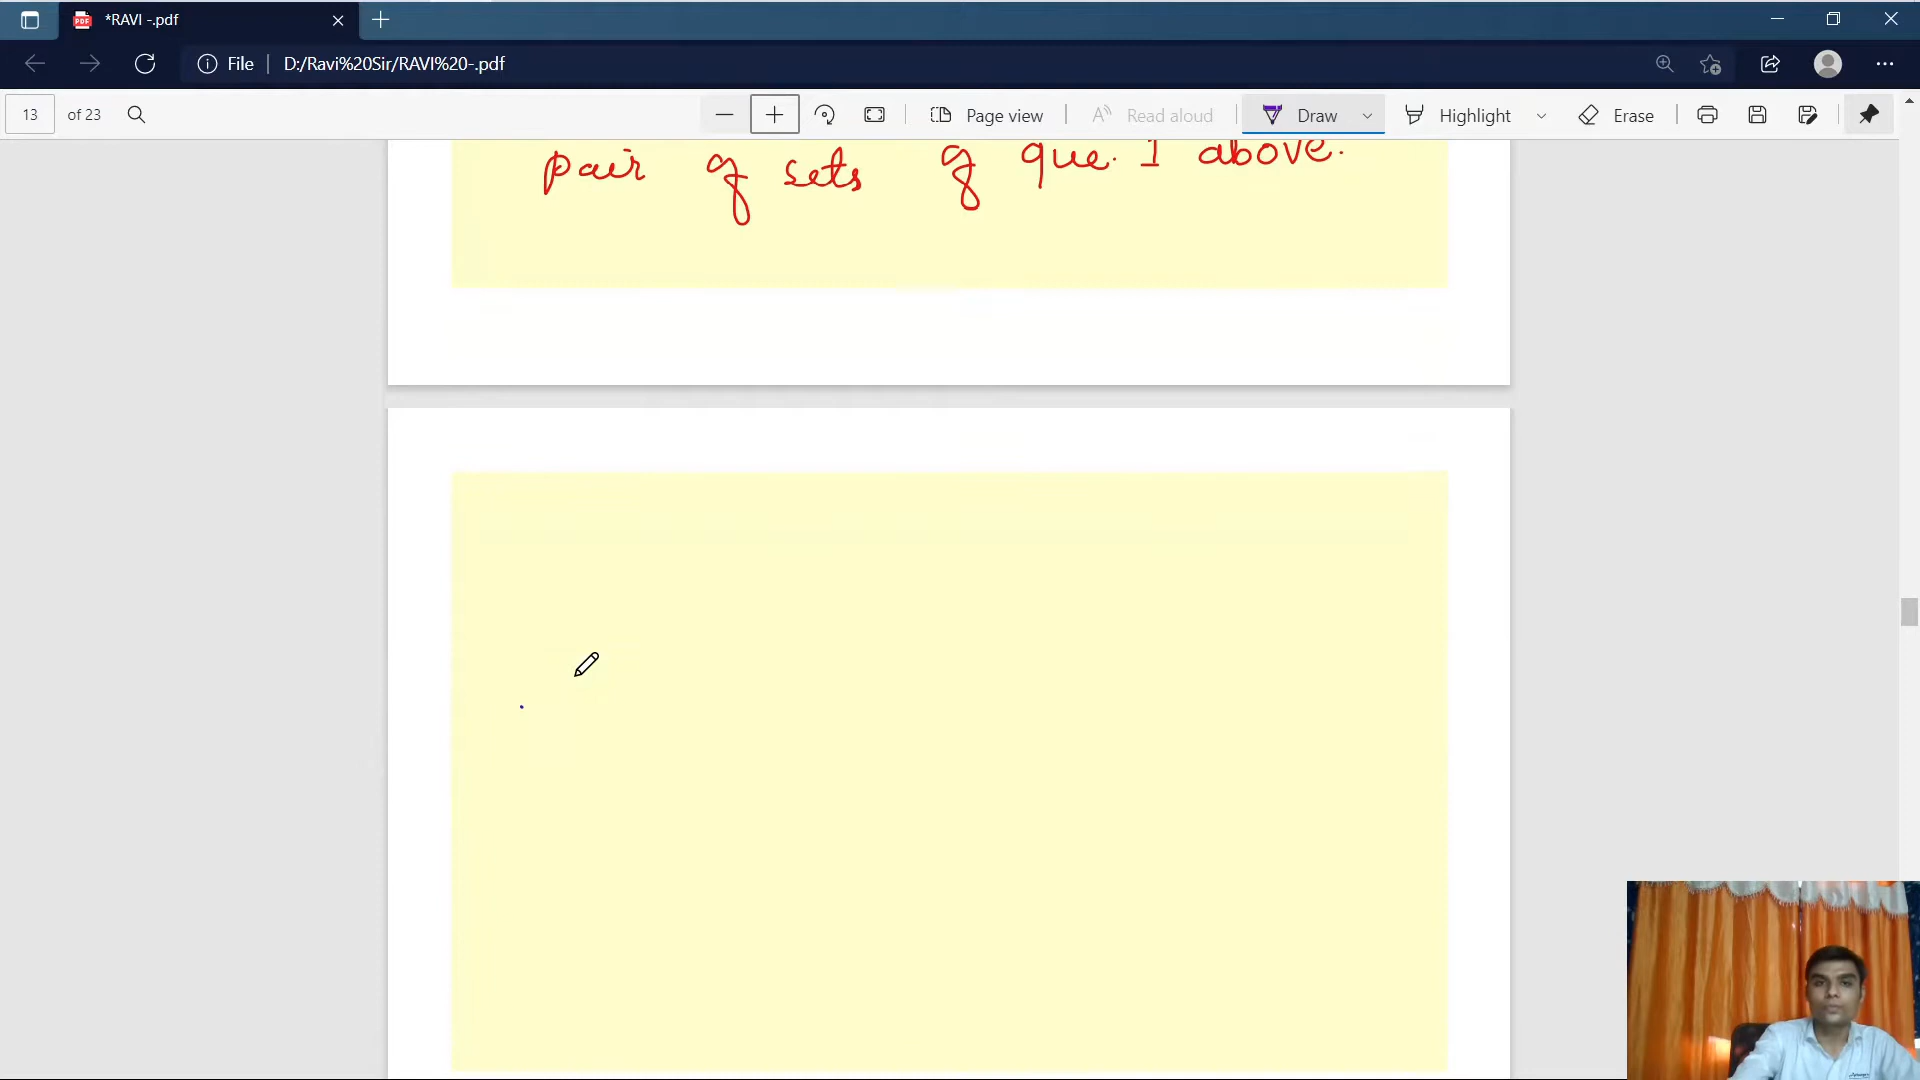 *RAVI -.pdf
File D:/Ravi%20Sir/RAVI%20-.pdf
13 of 23 Page view Read aloud Draw Highlight Erase
pair of sets of que. 1 above.